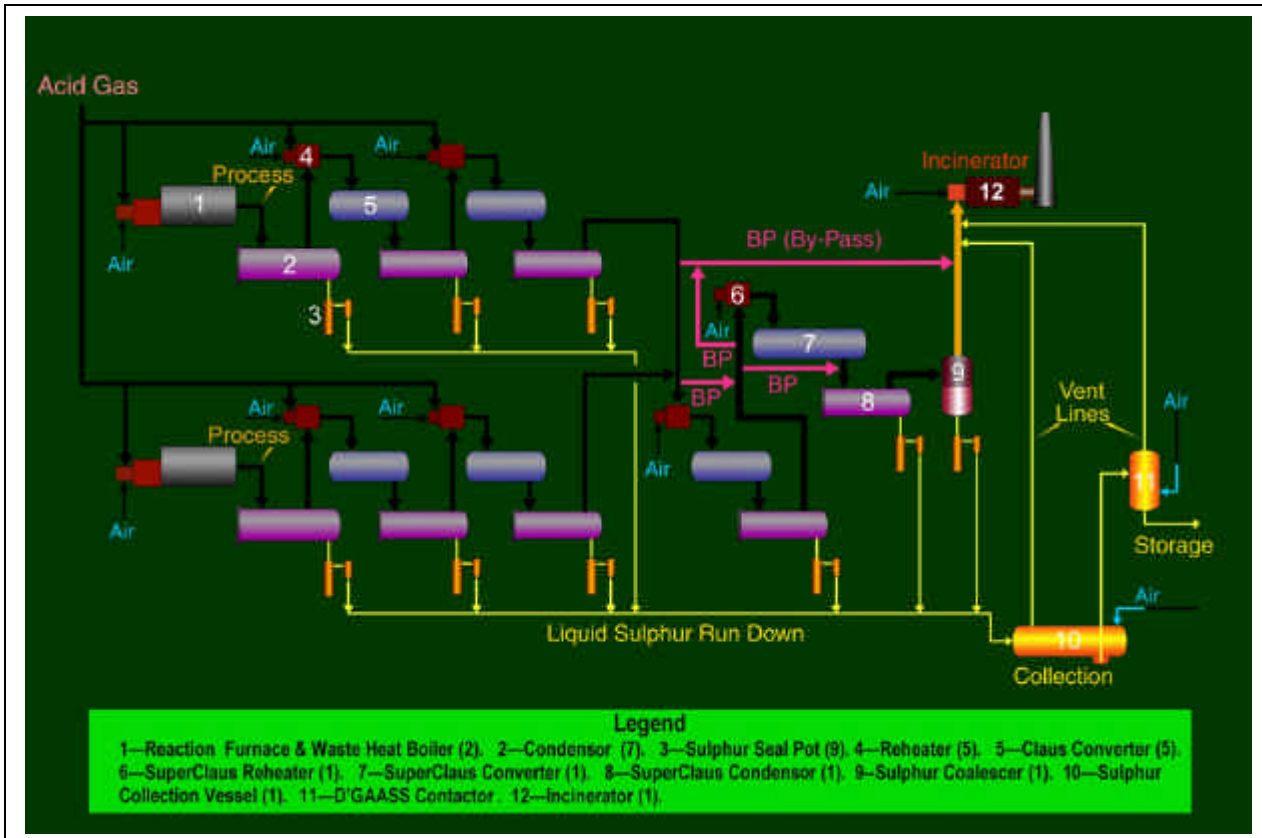 Acid Gas
Air
4
Air
Incinerator
12
Process
Air
1
5
BP (By-Pass)
Air
2
6
3
Air
7
BP
9
BP
BP
8
Vent
Lines
Air
Air
Air
Process
Air
11
Air
Storage
Air
Liquid Sulphur Run Down
10
Collection
Legend
1—Reaction Furnace & Waste Heat Boiler (2). 2—Condensor (7). 3—Sulphur Seal Pot (9). 4—Reheater (5). 5—Claus Converter (5).
6—SuperClaus Reheater (1). 7—SuperClaus Converter (1). 8—SuperClaus Condensor (1). 9—Sulphur Coalescer (1). 10—Sulphur
Collection Vessel (1). 11—D'GAASS Contactor. 12—Incinerator (1).